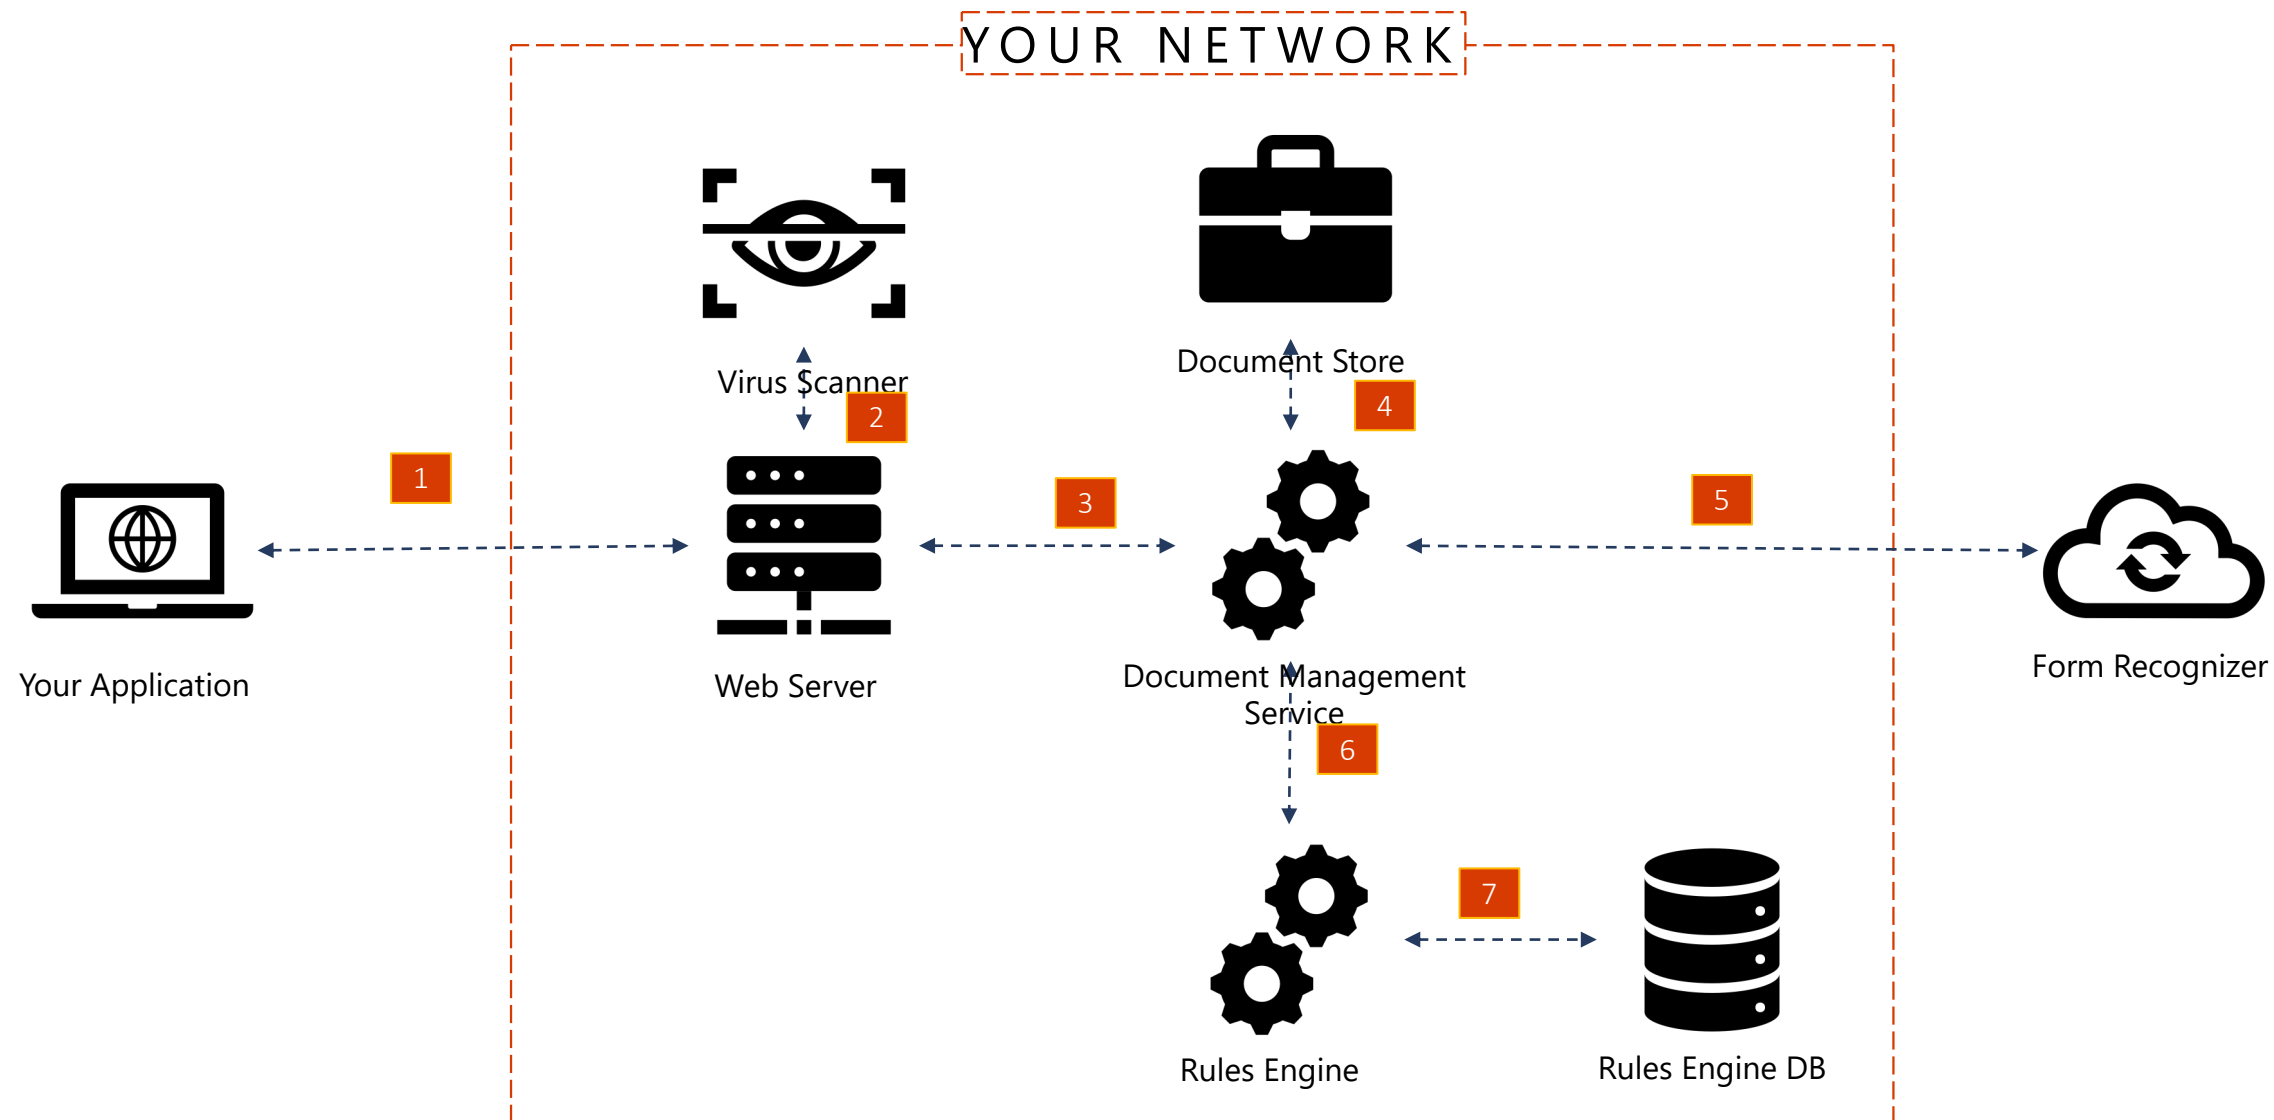 YOUR NETWORK
Document Store
Virus Scanner
4
2
1
3
5
Your Application
Web Server
Document Management
Service
Form Recognizer
6
7
Rules Engine
Rules Engine DB